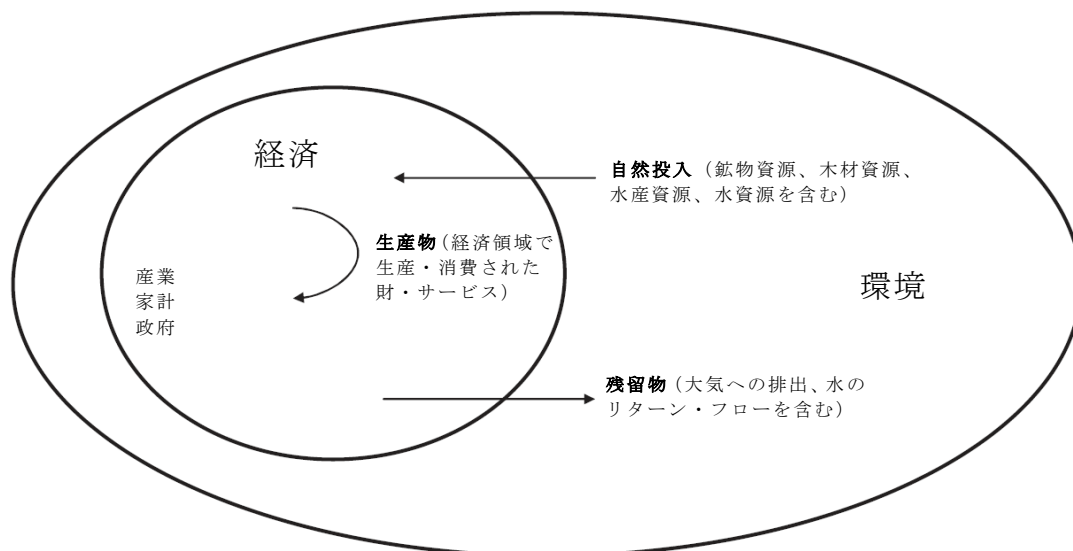 経済
自然投入（鉱物資源、木材資源、
水産資源、水資源を含む）
生産物（経済領域で
生産・消費された
財・サービス）
産業
家計
政府
環境
残留物（大気への排出、水の
リターン・フローを含む）